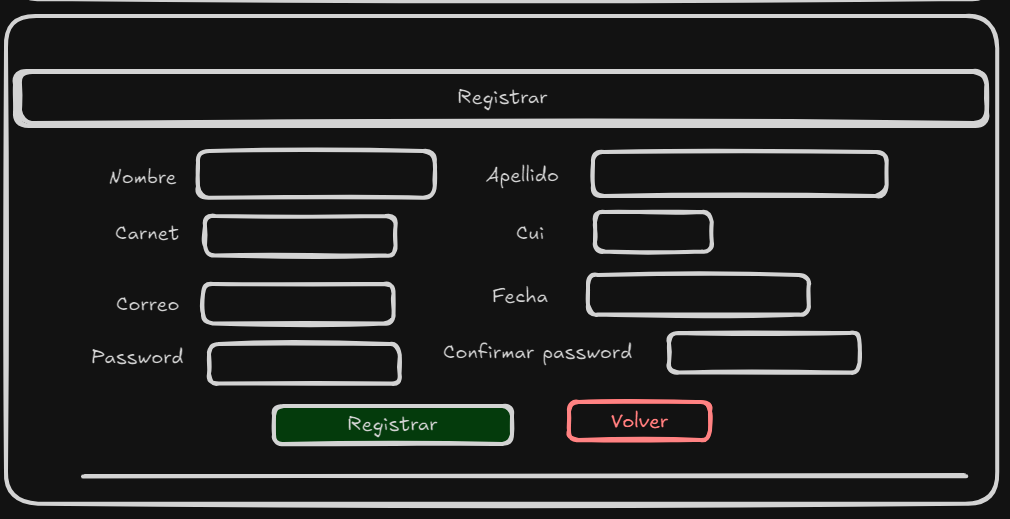 Registrar
Nombre
Apellido
Carnet
Cui
Correo
Fecha
Password
Confirmar password
Registrar
Volver